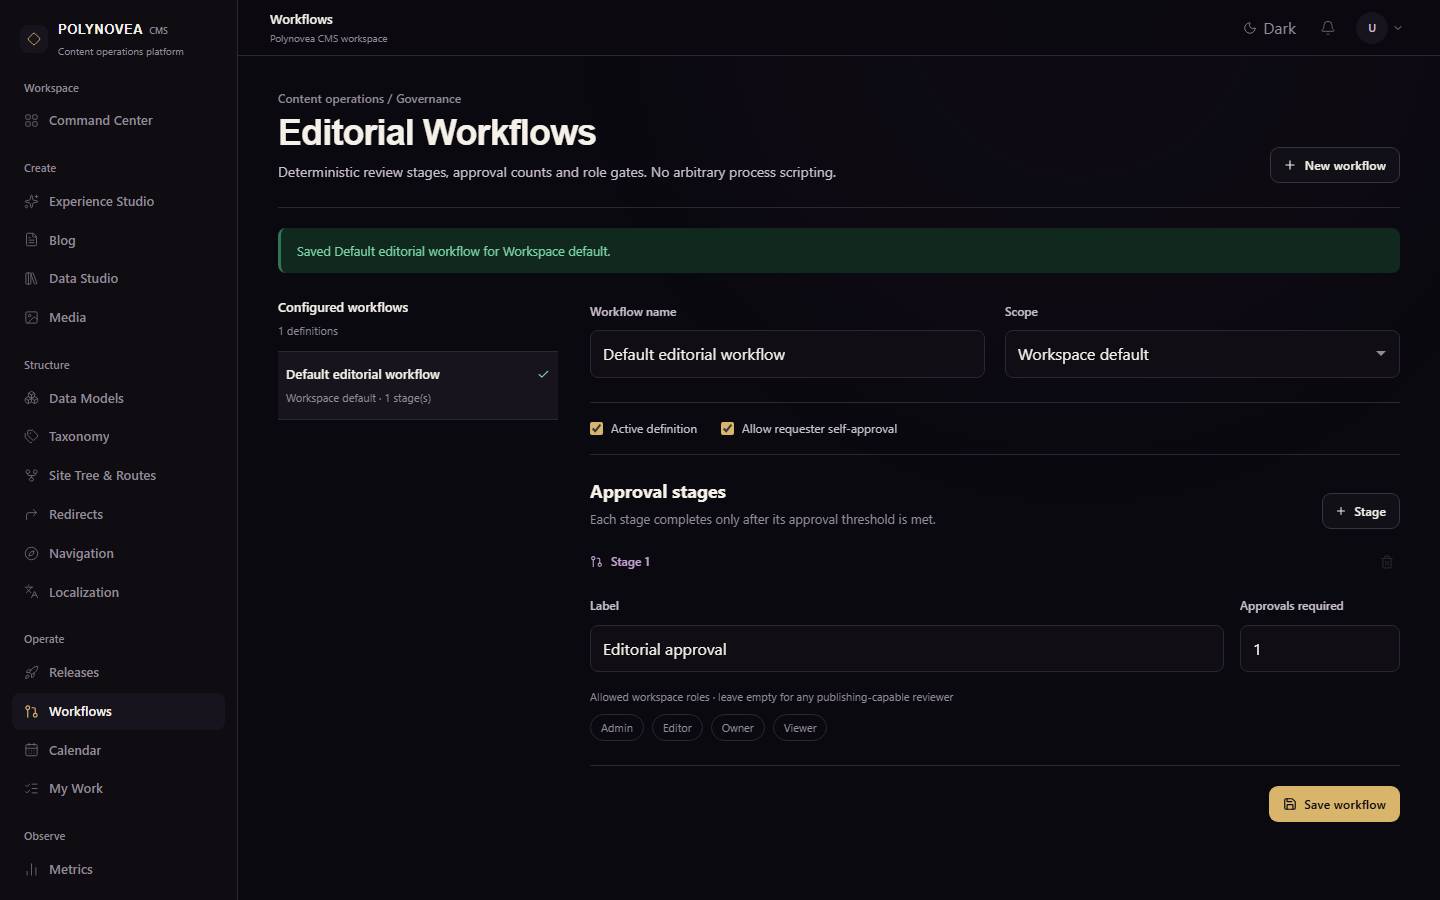 POLYNOVEA CMS
Content operations platform
Workspace
Command Center
Create
Experience Studio
Blog
Data Studio
Media
Structure
Data Models
Taxonomy
Site Tree & Routes
Redirects
Navigation
Localization
Operate
Releases
Workflows
Calendar
My Work
Observe
Metrics
Workflows
Polynovea CMS workspace
Dark
U
Content operations / Governance
Editorial Workflows
Deterministic review stages, approval counts and role gates. No arbitrary process scripting.
New workflow
Saved Default editorial workflow for Workspace default.
Configured workflows
1 definitions
Default editorial workflow
Workspace default · 1 stage(s)
Workflow name
Scope
Default editorial workflow
Workspace default
Active definition
Allow requester self-approval
Approval stages
Each stage completes only after its approval threshold is met.
Stage
Stage 1
Label
Approvals required
Editorial approval
1
Allowed workspace roles · leave empty for any publishing-capable reviewer
Admin
Editor
Owner
Viewer
Save workflow